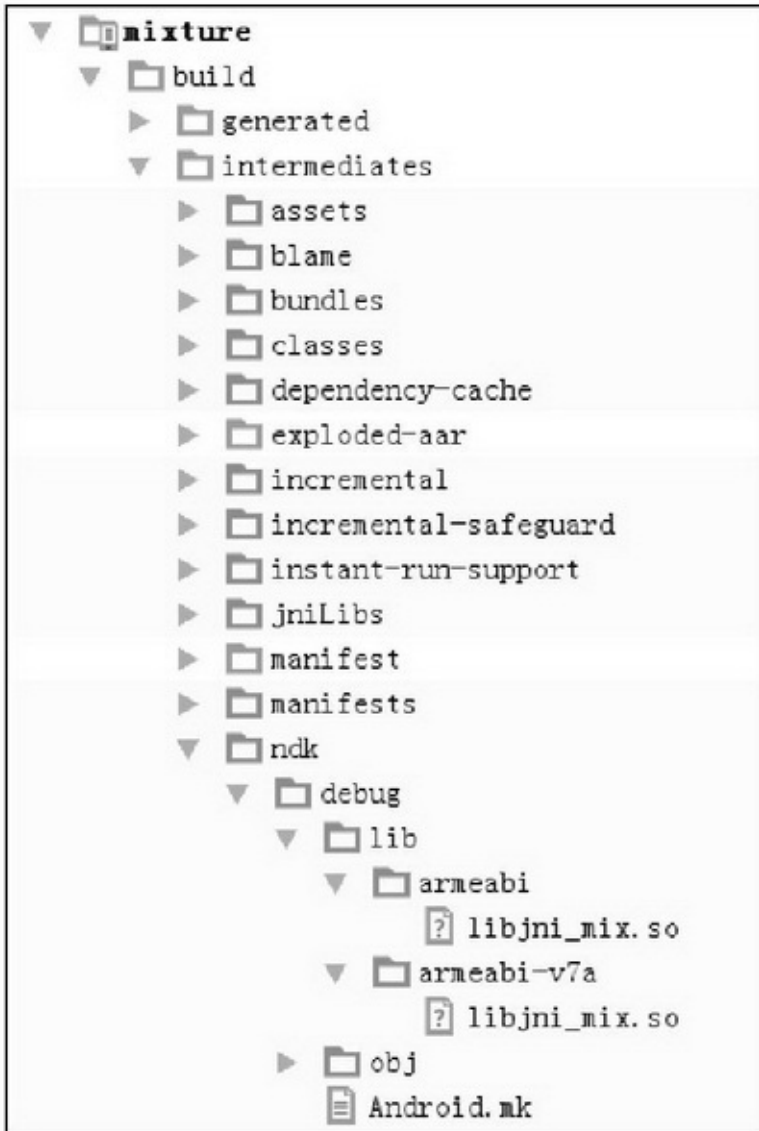 mixture
build
generated
intermediates
assets
blame
bundles
classes
dependency-cache
exploded-aar
incremental
incremental-safeguard
instant-run-support
jniLibs
manifest
manifests
ndk
debug
lib
armeabi
libjni_mix.so
armeabi-v7a
libjni_mix.so
obj
Android.mk